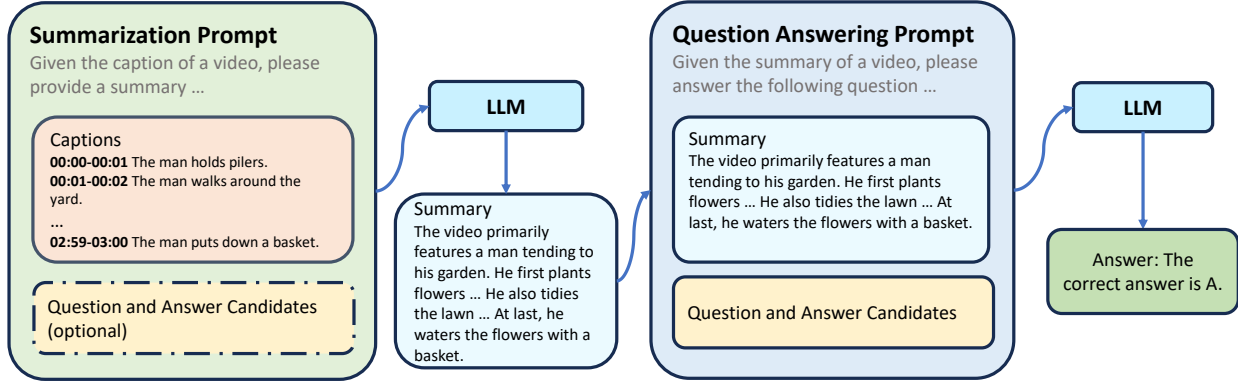 Summarization Prompt
Given the caption of a video, please
provide a summary ...
Captions
00:00-00:01 The man holds pilers.
00:01-00:02 The man walks around the
yard.
...
02:59-03:00 The man puts down a basket.
Question and Answer Candidates
(optional)
LLM
Summary
The video primarily
features a man tending to
his garden. He first plants
flowers ... He also tidies
the lawn ... At last, he
waters the flowers with a
basket.
Question Answering Prompt
Given the summary of a video, please
answer the following question ...
Summary
The video primarily features a man
tending to his garden. He first plants
flowers ... He also tidies the lawn ... At
last, he waters the flowers with a basket.
Question and Answer Candidates
LLM
Answer: The
correct answer is A.